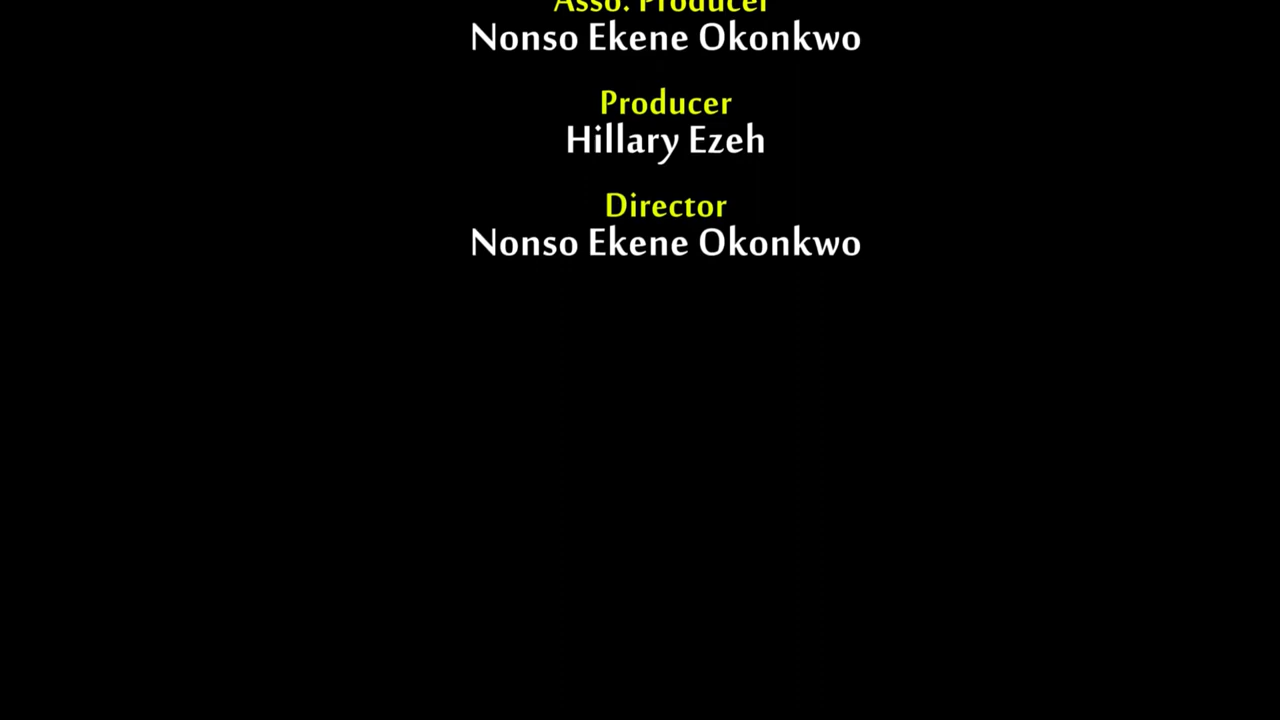 Asso. Producer
Nonso Ekene Okonkwo
Producer
Hillary Ezeh
Director
Nonso Ekene Okonkwo